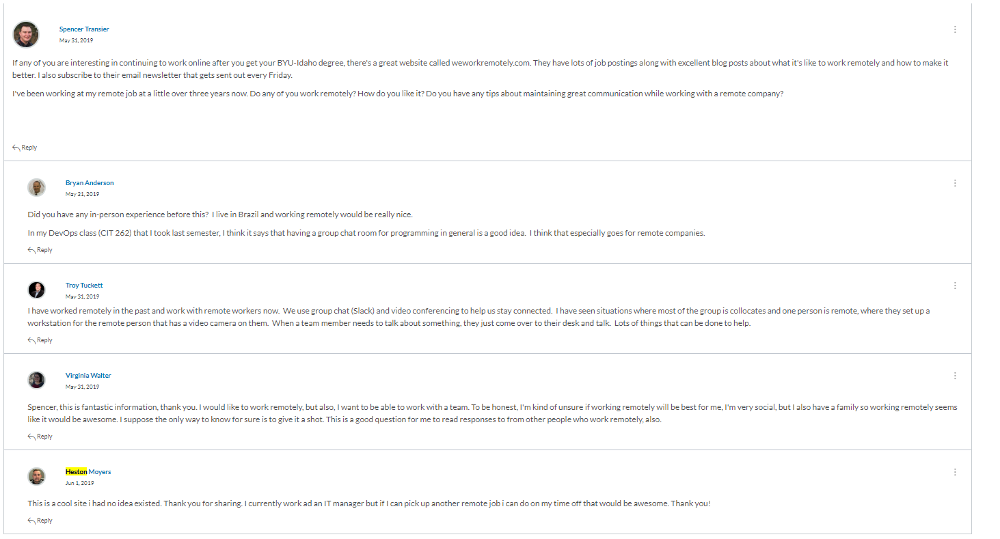 Spencer Transier
May 31, 2019
If any of you are interesting in continuing to work online after you get your BYU-Idaho degree, there's a great website called weworkremotely.com. They have lots of job postings along with excellent blog posts about what it's like to work remotely and how to make it
better. I also subscribe to their email newsletter that gets sent out every Friday.
I've been working at my remote job at a little over three years now. Do any of you work remotely? How do you like it? Do you have any tips about maintaining great communication while working with a remote company?
Reply
Bryan Anderson
May 31, 2019
Did you have any in-person experience before this? I live in Brazil and working remotely would be really nice.
In my DevOps class (CIT 262) that I took last semester, I think it says that having a group chat room for programming in general is a good idea. I think that especially goes for remote companies.
Reply
Troy Tuckett
May 31, 2019
I have worked remotely in the past and work with remote workers now. We use group chat (Slack) and video conferencing to help us stay connected. I have seen situations where most of the group is collocates and one person is remote, where they set up a
workstation for the remote person that has a video camera on them. When a team member needs to talk about something, they just come over to their desk and talk. Lots of things that can be done to help.
Reply
Virginia Walter
May 31, 2019
Spencer, this is fantastic information, thank you. I would like to work remotely, but also, I want to be able to work with a team. To be honest, I'm kind of unsure if working remotely will be best for me, I'm very social, but I also have a family so working remotely seems
like it would be awesome. I suppose the only way to know for sure is to give it a shot. This is a good question for me to read responses to from other people who work remotely, also.
Reply
Heston Moyers
Jun 1, 2019
This is a cool site i had no idea existed. Thank you for sharing. I currently work ad an IT manager but if I can pick up another remote job i can do on my time off that would be awesome. Thank you!
Reply